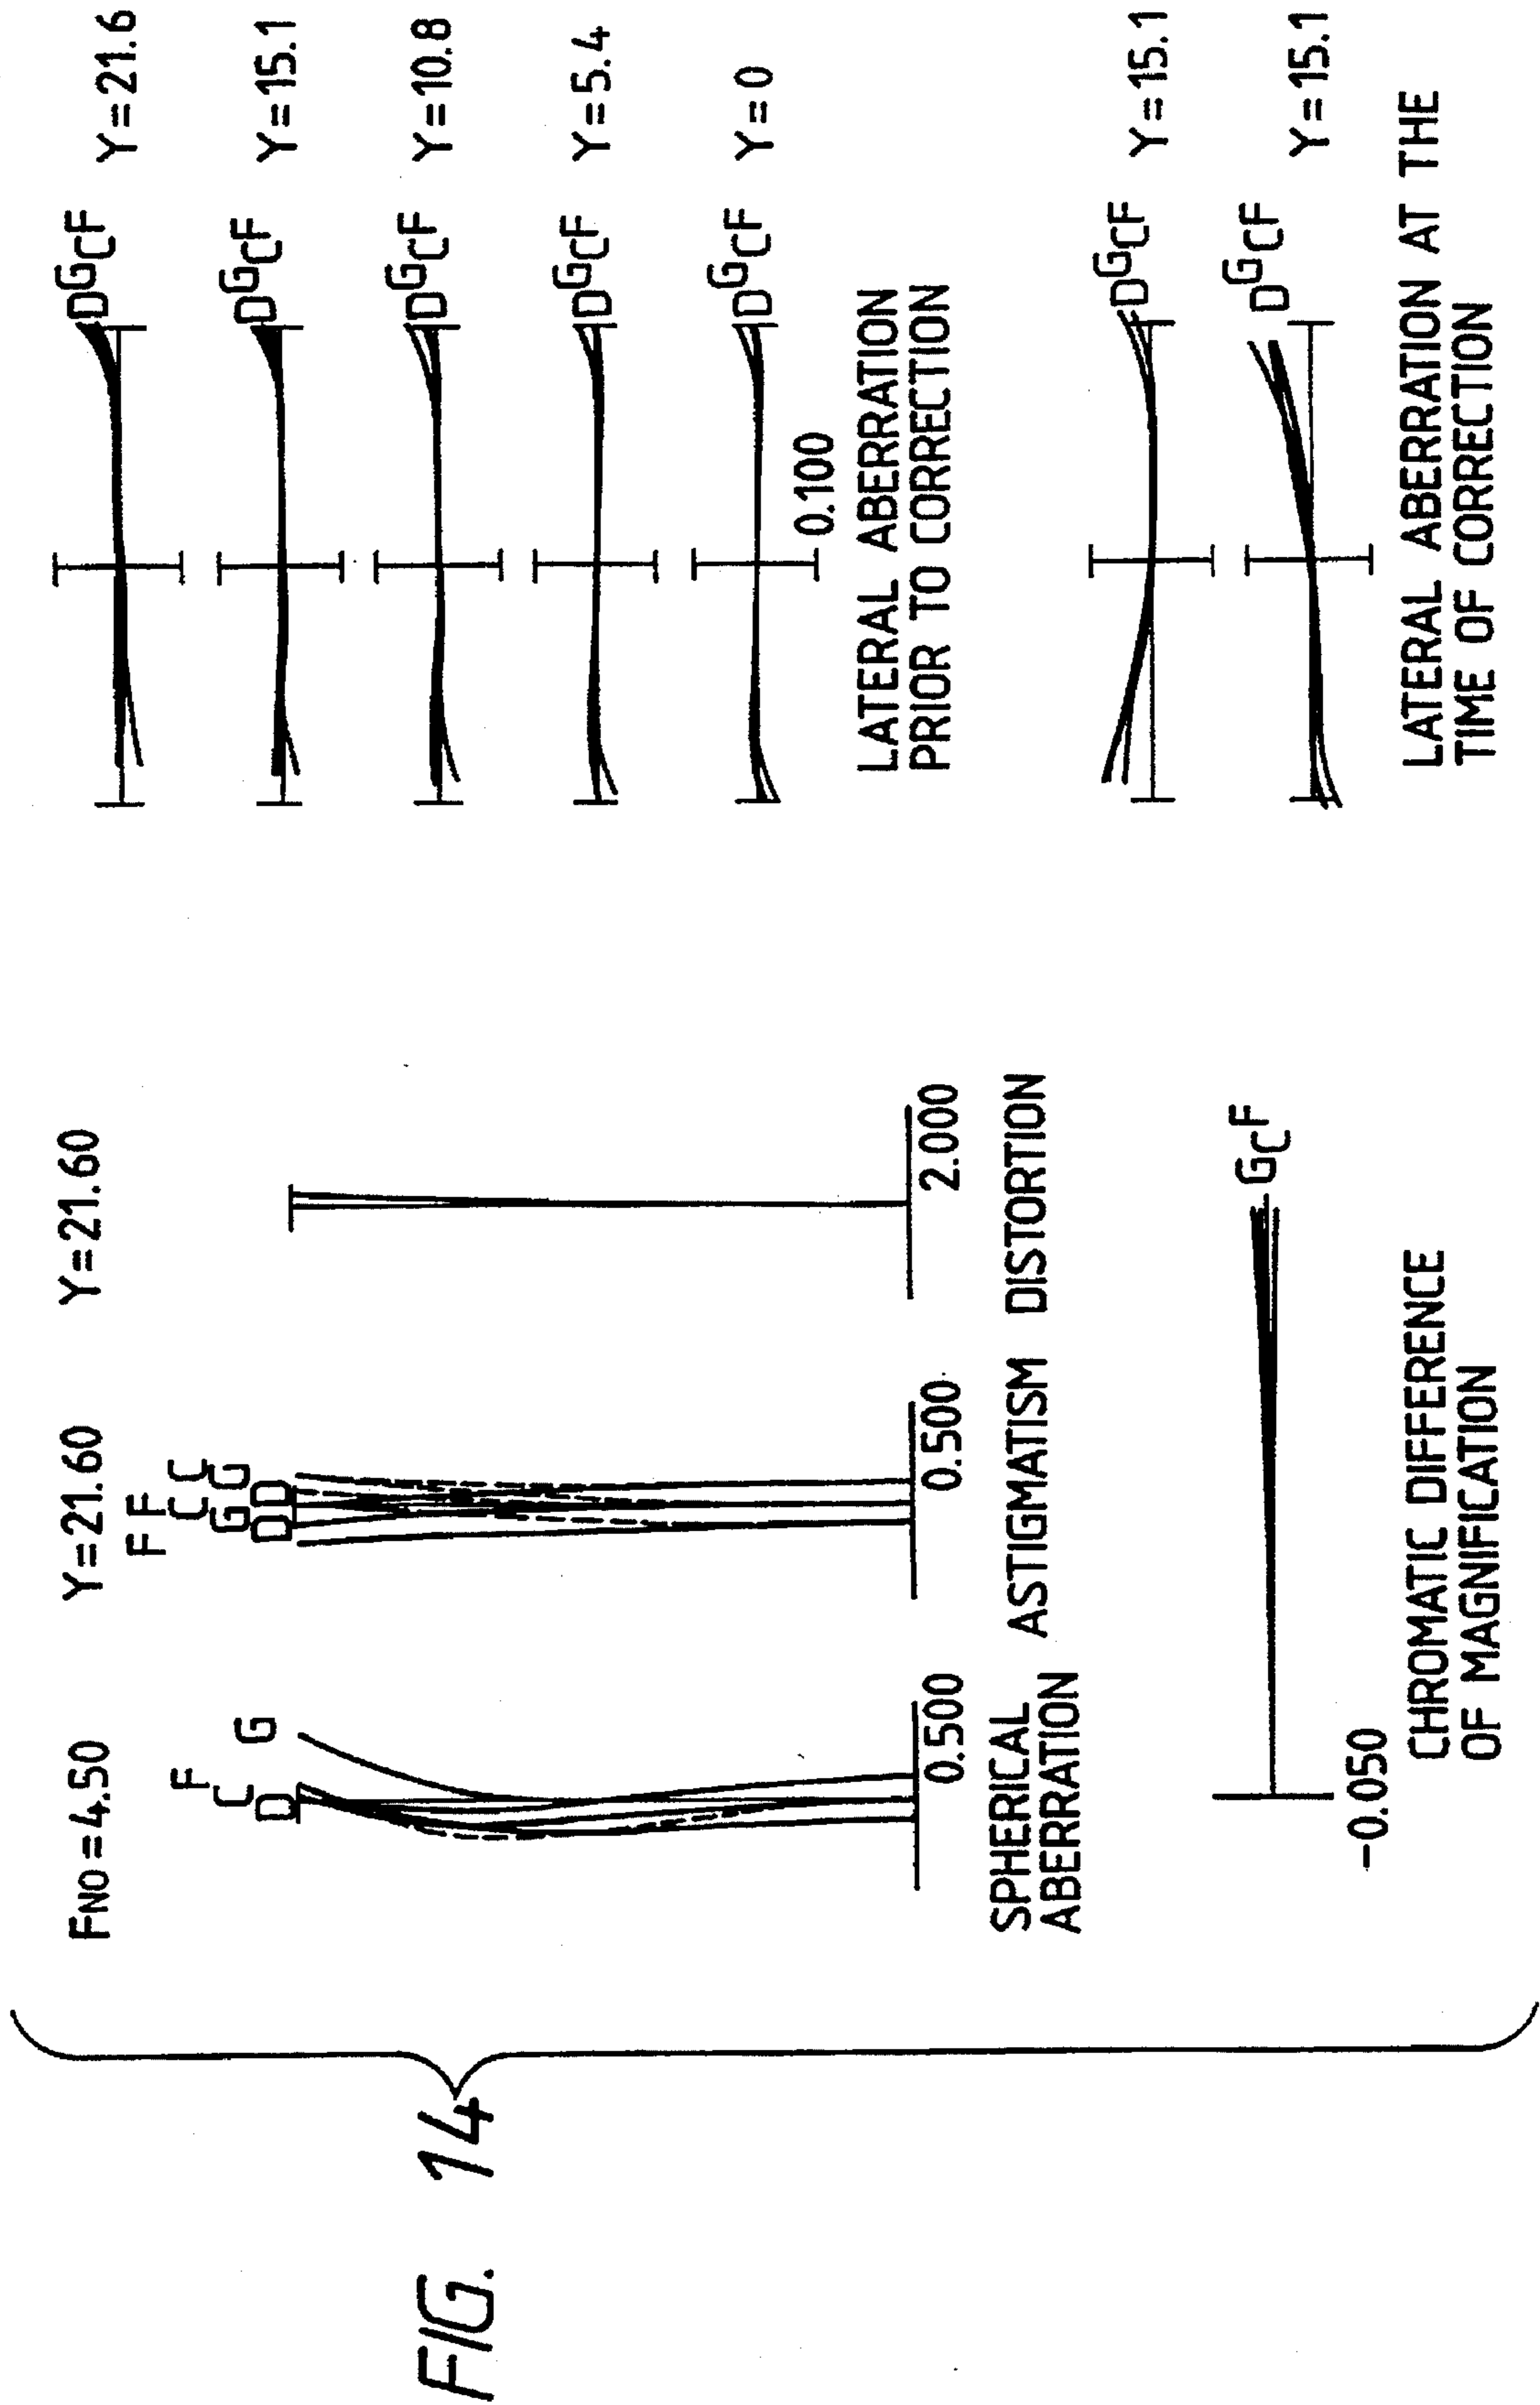 FIG. 14
FNO=4.50
F
C
D
G
0.500
SPHERICAL
ABERRATION
Y=21.60
F F
C C
G G
D D
0.500
ASTIGMATISM
Y=21.60
2.000
DISTORTION
-0.050
GCF
CHROMATIC DIFFERENCE
OF MAGNIFICATION
DGCF Y=21.6
DGCF Y=15.1
DGCF Y=10.8
DGCF Y=5.4
DGCF Y=0
0.100
LATERAL ABERRATION
PRIOR TO CORRECTION
DGCF Y=15.1
DGCF Y=15.1
LATERAL ABERRATION AT THE
TIME OF CORRECTION